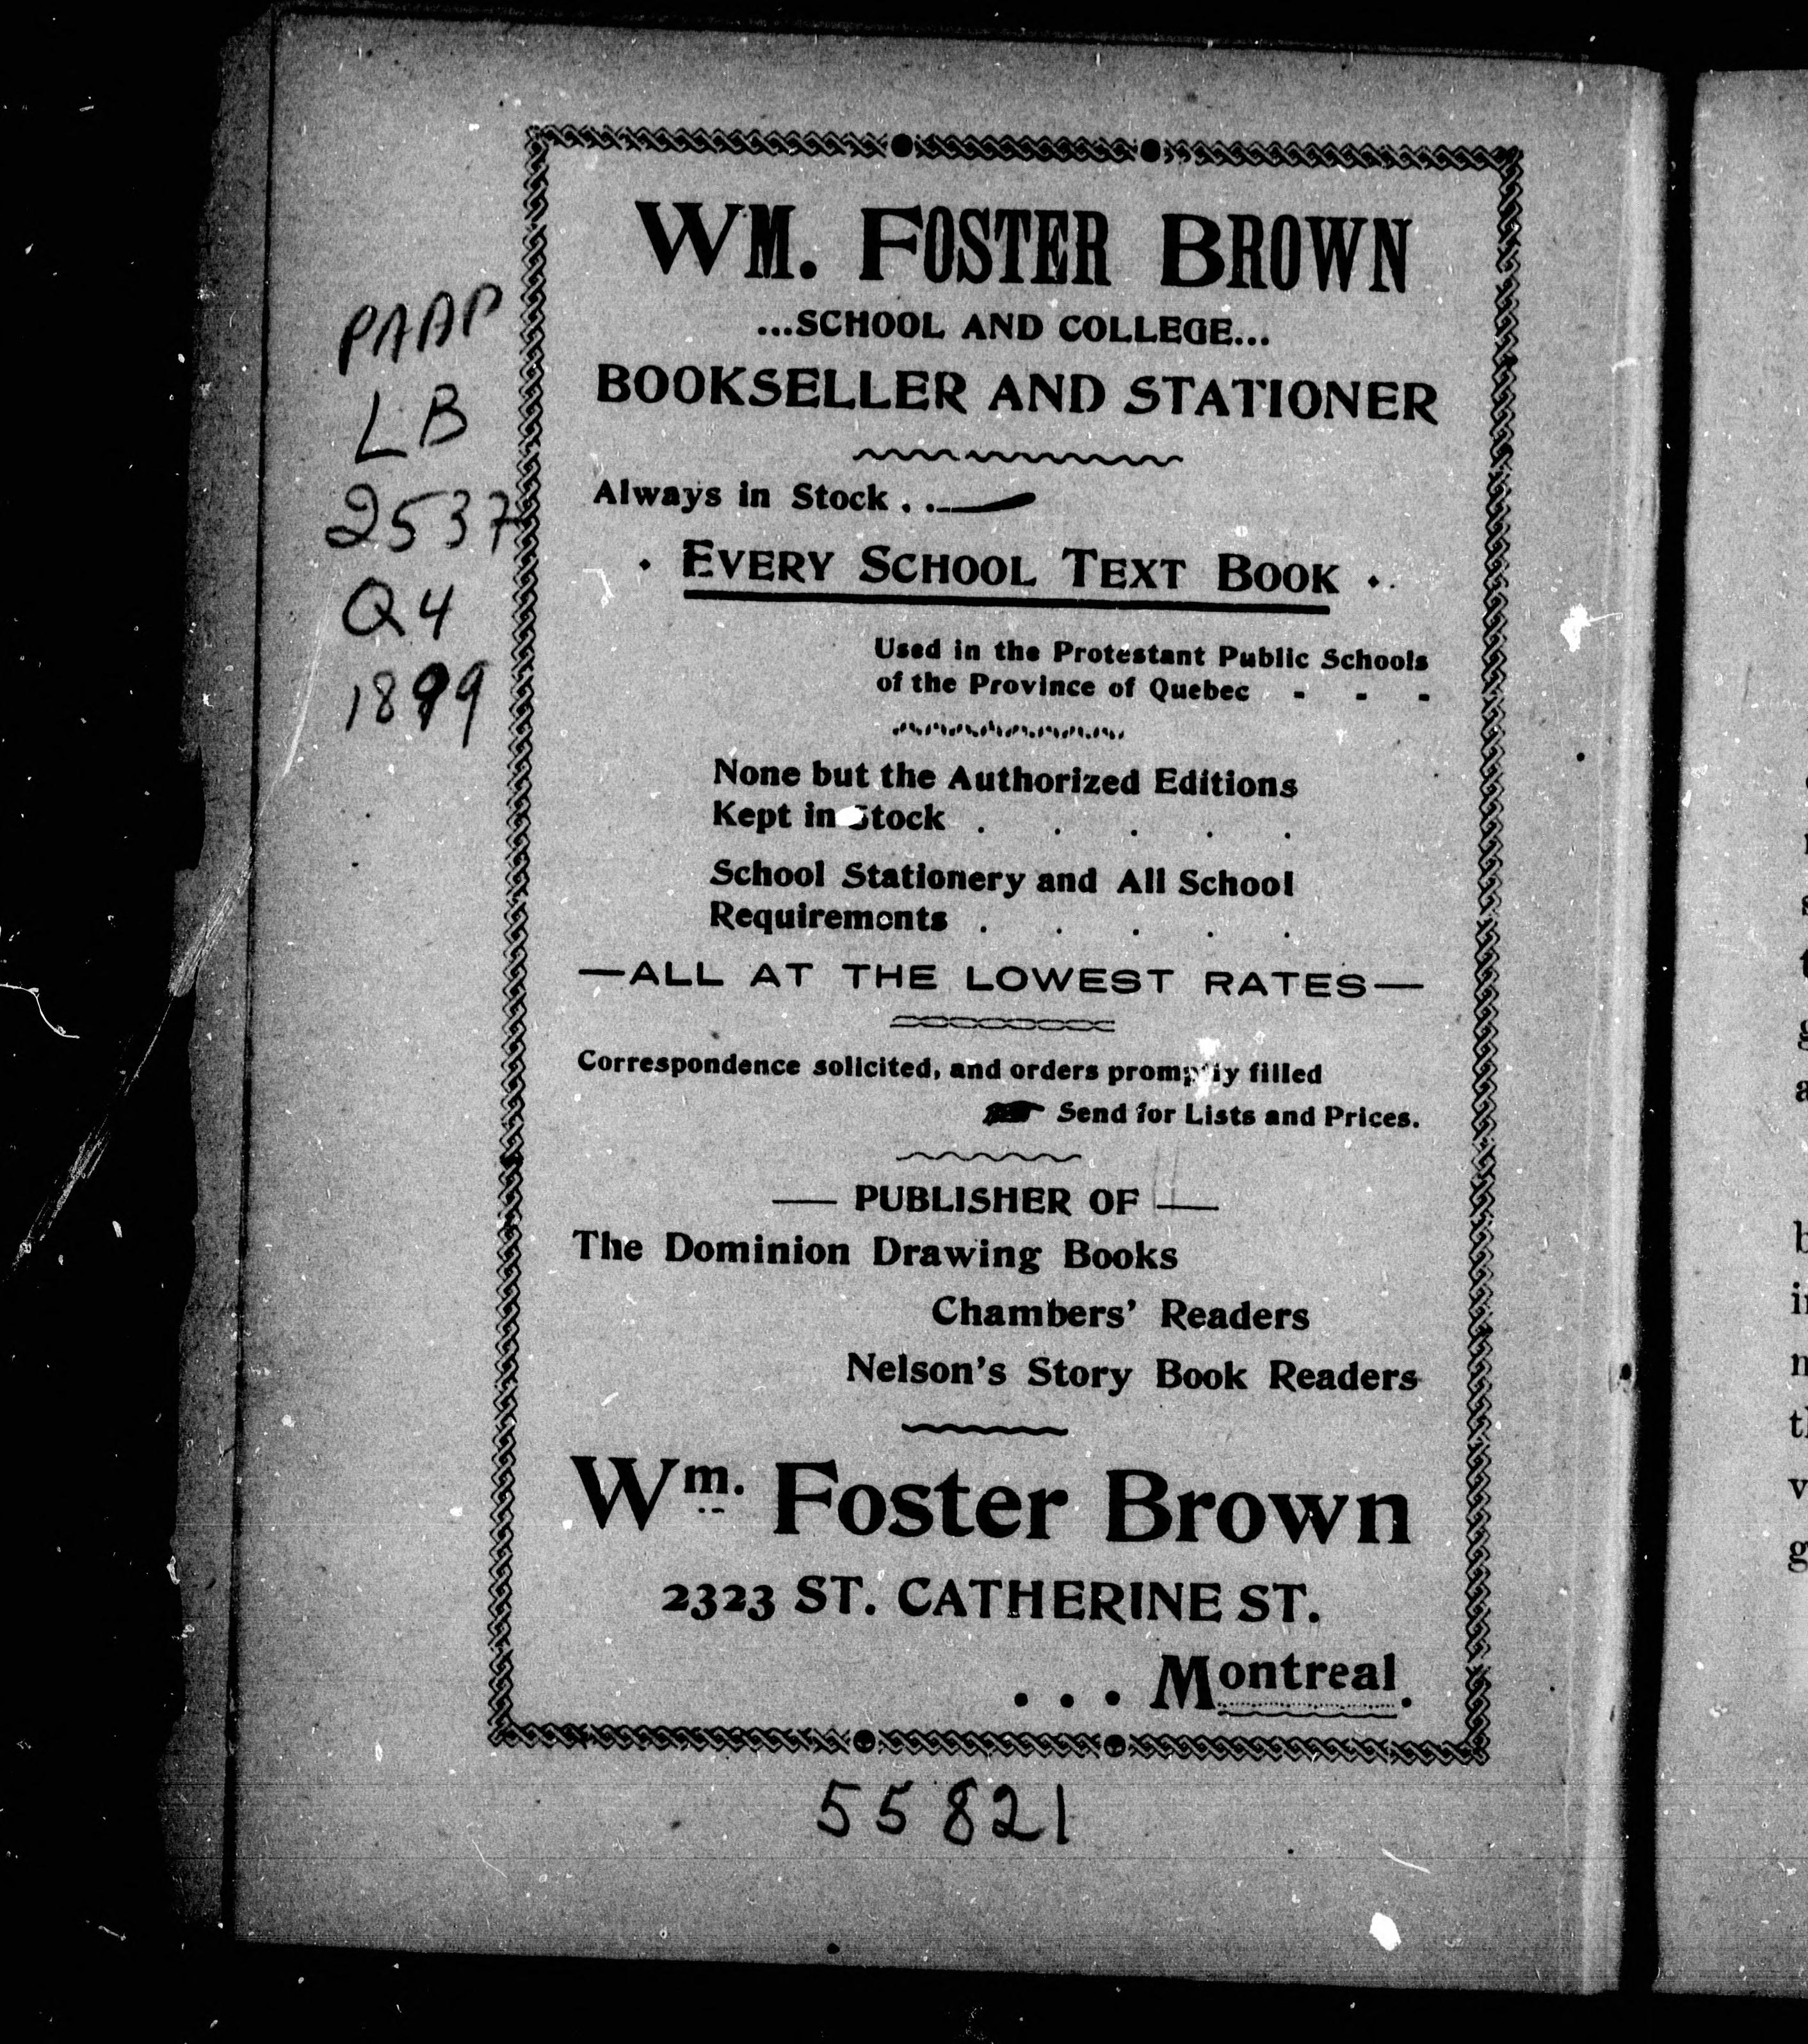 WM. FOSTER BROWN
...SCHOOL AND COLLEGE...
BOOKSELLER AND STATIONER
Always in Stock . .
· EVERY SCHOOL TEXT BOOK ·
Used in the Protestant Public Schools
of the Province of Quebec - - -
None but the Authorized Editions
Kept in Stock . . . . .
School Stationery and All School
Requirements . . . . .
—ALL AT THE LOWEST RATES—
Correspondence solicited, and orders promptly filled
☛ Send for Lists and Prices.
— PUBLISHER OF —
The Dominion Drawing Books
Chambers' Readers
Nelson's Story Book Readers
Wm. Foster Brown
2323 ST. CATHERINE ST.
. . . Montreal.
PAAP
LB
2537
Q4
1899
55821